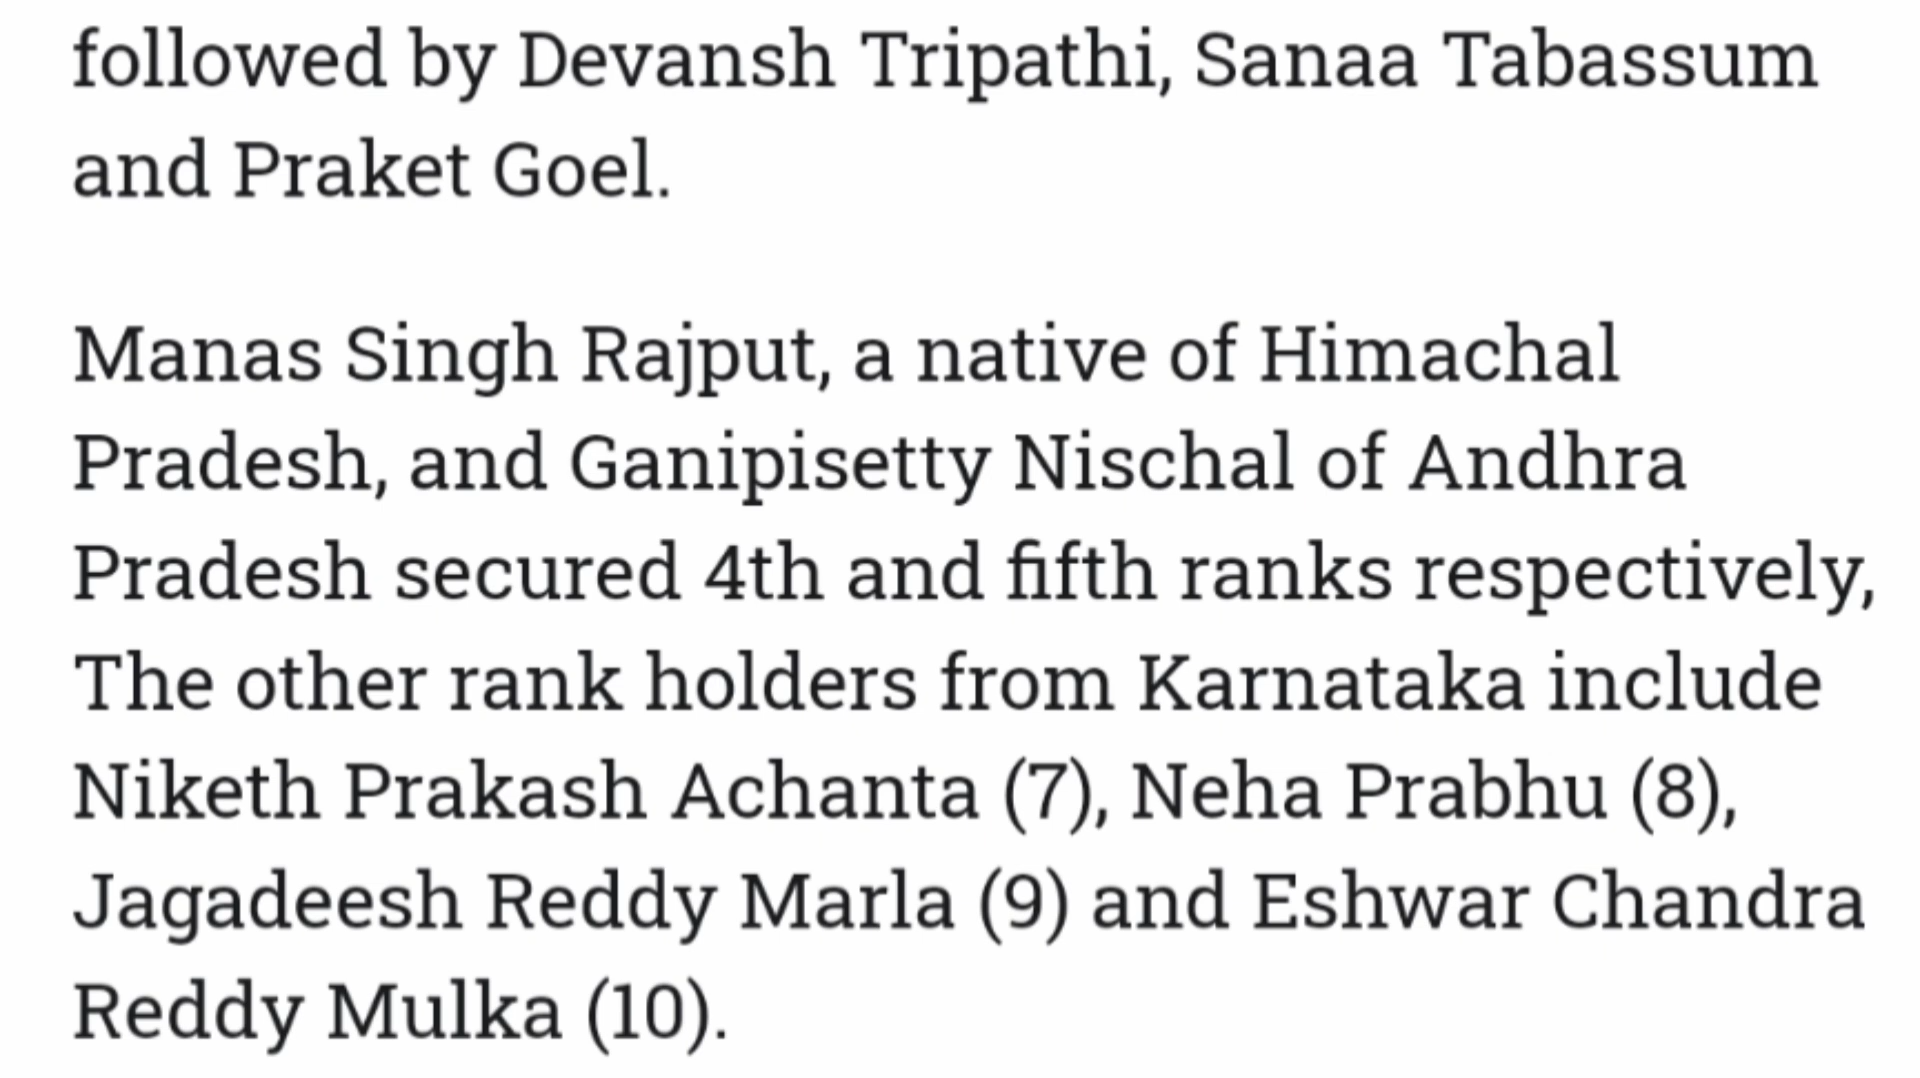 followed by Devansh Tripathi, Sanaa Tabassum
and Praket Goel.
Manas Singh Rajput, a native of Himachal
Pradesh, and Ganipisetty Nischal of Andhra
Pradesh secured 4th and fifth ranks respectively,
The other rank holders from Karnataka include
Niketh Prakash Achanta (7), Neha Prabhu (8),
Jagadeesh Reddy Marla (9) and Eshwar Chandra
Reddy Mulka (10).